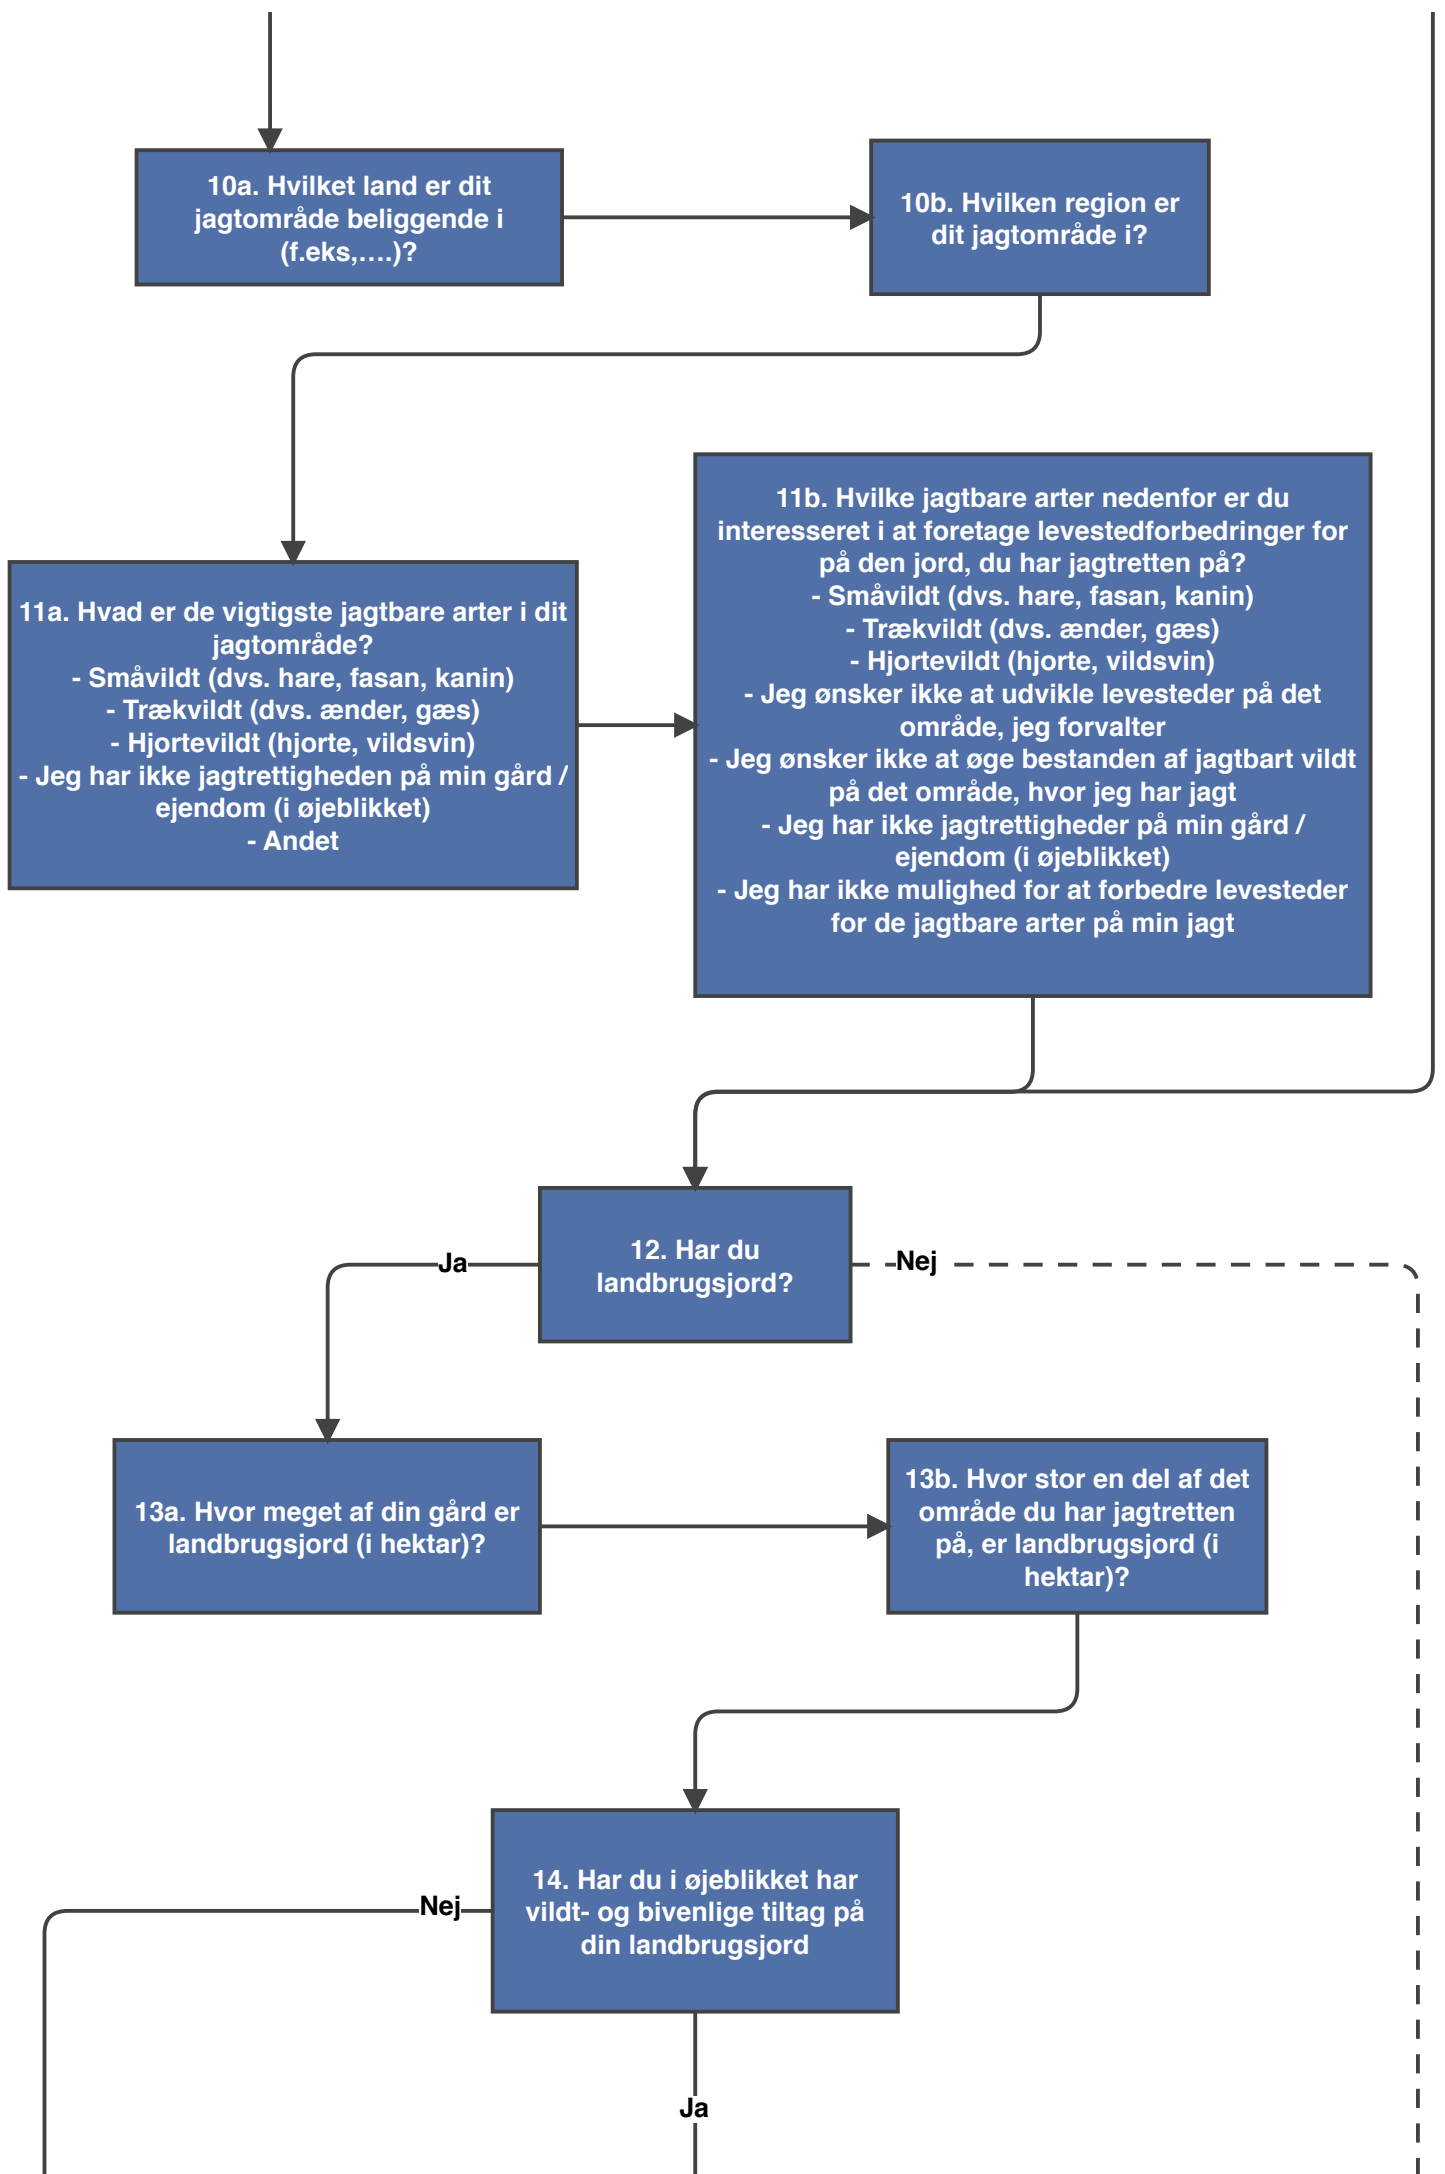 10a. Hvilket land er dit
jagtområde beliggende i
(f.eks,....)?
10b. Hvilken region er
dit jagtområde i?
11a. Hvad er de vigtigste jagtbare arter i dit
jagtområde?
- Småvildt (dvs. hare, fasan, kanin)
- Trækvildt (dvs. ænder, gæs)
- Hjortevildt (hjorte, vildsvin)
- Jeg har ikke jagtrettigheden på min gård /
ejendom (i øjeblikket)
- Andet
11b. Hvilke jagtbare arter nedenfor er du
interesseret i at foretage levestedforbedringer for
på den jord, du har jagtretten på?
- Småvildt (dvs. hare, fasan, kanin)
- Trækvildt (dvs. ænder, gæs)
- Hjortevildt (hjorte, vildsvin)
- Jeg ønsker ikke at udvikle levesteder på det
område, jeg forvalter
- Jeg ønsker ikke at øge bestanden af jagtbart vildt
på det område, hvor jeg har jagt
- Jeg har ikke jagtrettigheder på min gård /
ejendom (i øjeblikket)
- Jeg har ikke mulighed for at forbedre levesteder
for de jagtbare arter på min jagt
12. Har du
landbrugsjord?
Ja
Nej
13a. Hvor meget af din gård er
landbrugsjord (i hektar)?
13b. Hvor stor en del af det
område du har jagtretten
på, er landbrugsjord (i
hektar)?
14. Har du i øjeblikket har
vildt- og bivenlige tiltag på
din landbrugsjord
Nej
Ja